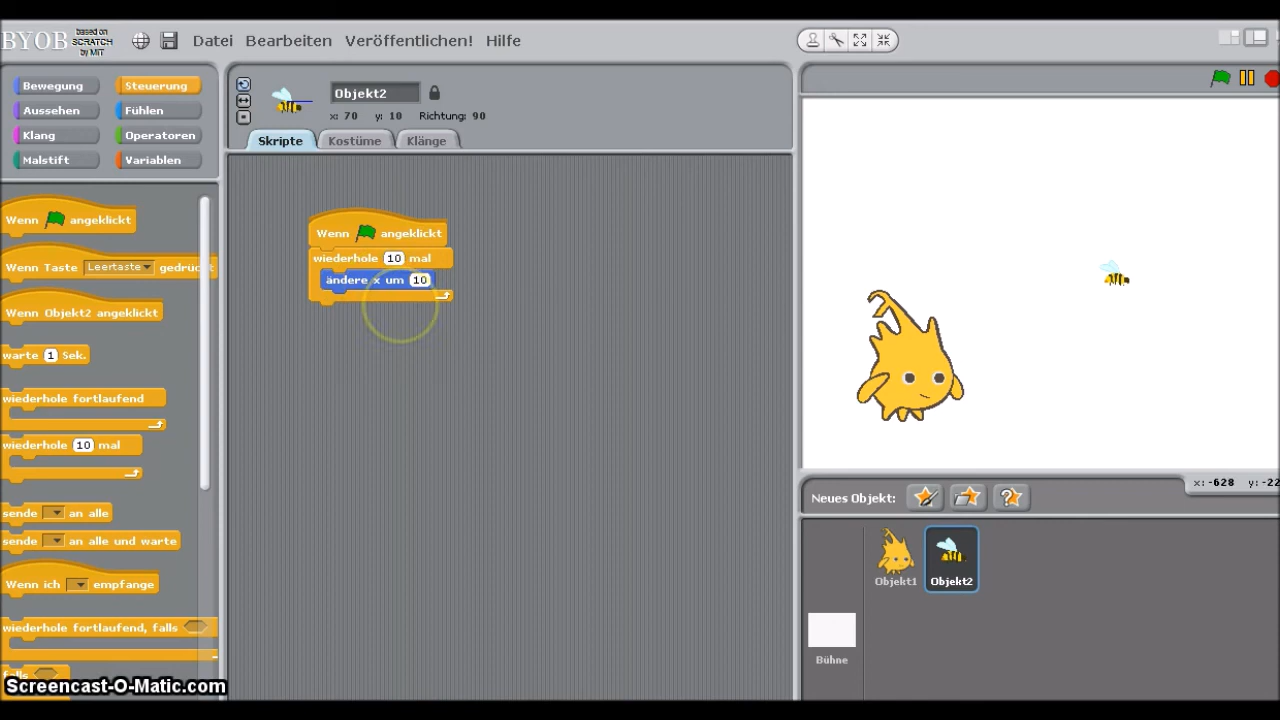 BYOB based on SCRATCH by MIT Datei Bearbeiten Veröffentlichen! Hilfe
Bewegung Steuerung
Aussehen Fühlen
Klang Operatoren
Malstift Variablen
Objekt2
x: 70 y: 10 Richtung: 90
Skripte Kostüme Klänge
Wenn angeklickt
Wenn Taste Leertaste gedrückt
Wenn Objekt2 angeklickt
warte 1 Sek.
wiederhole fortlaufend
wiederhole 10 mal
sende an alle
sende an alle und warte
Wenn ich empfange
wiederhole fortlaufend, falls
falls
Wenn angeklickt
wiederhole 10 mal
ändere x um 10
x: -628 y: -22
Neues Objekt:
Objekt1 Objekt2
Bühne
Screencast-O-Matic.com